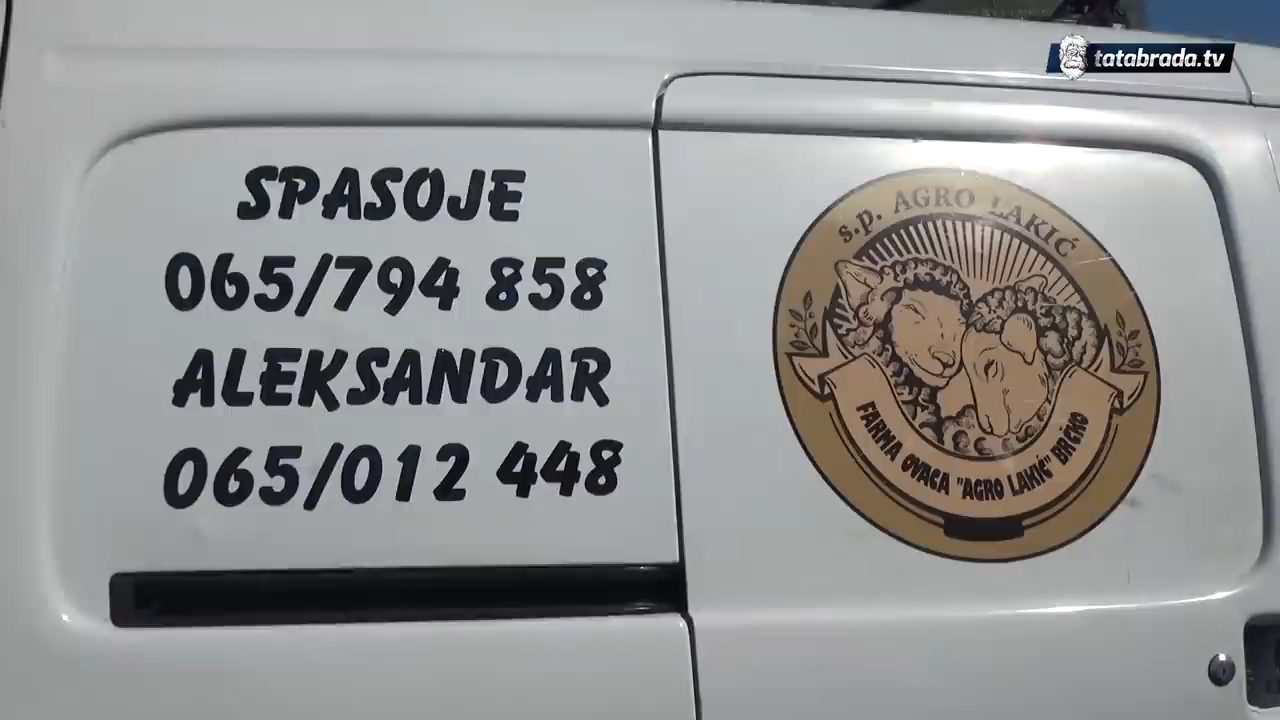 tatabrada.tv
SPASOJE
065/794 858
ALEKSANDAR
065/012 448
s.p. AGRO LAKIĆ
FARMA OVACA "AGRO LAKIĆ" BRČKO